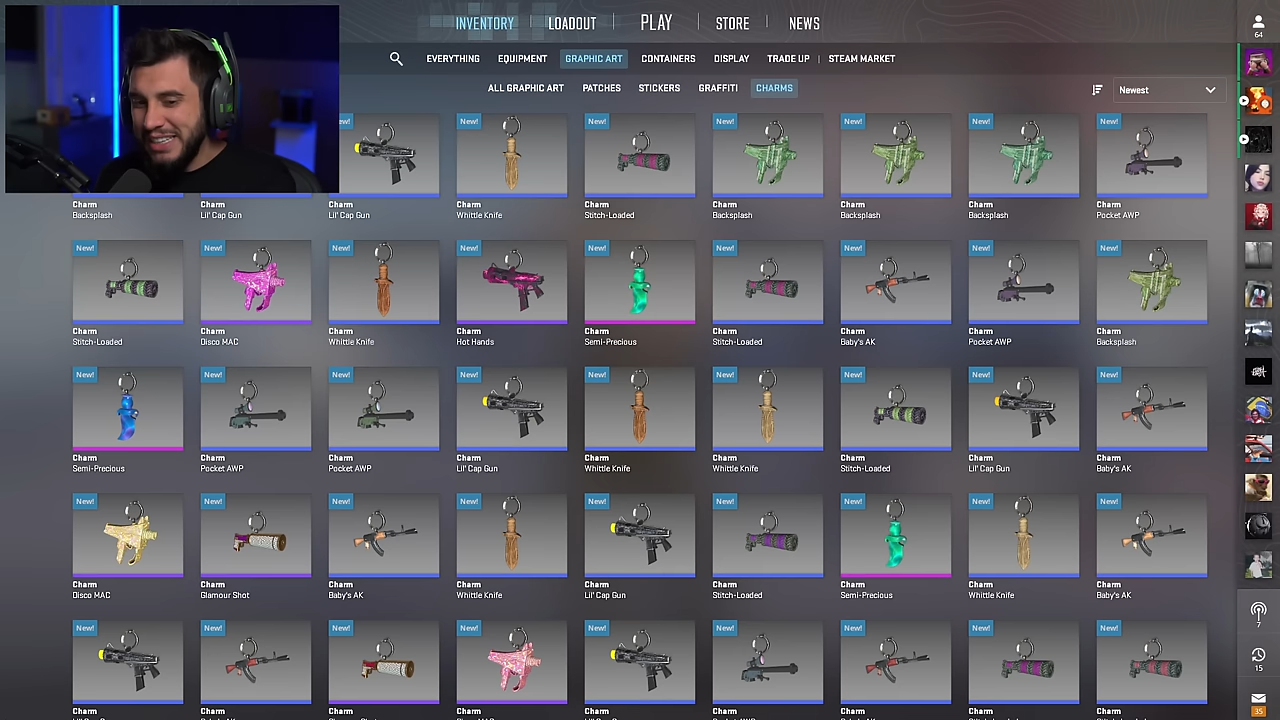 INVENTORY LOADOUT PLAY STORE NEWS
64
EVERYTHING EQUIPMENT GRAPHIC ART CONTAINERS DISPLAY TRADE UP STEAM MARKET
ALL GRAPHIC ART PATCHES STICKERS GRAFFITI CHARMS
Newest
New! New! New! New! New! New!
Charm Charm Charm Charm Charm Charm Charm Charm Charm
Backsplash Lil' Cap Gun Lil' Cap Gun Whittle Knife Stitch-Loaded Backsplash Backsplash Backsplash Pocket AWP
New! New! New! New! New! New! New! New! New!
Charm Charm Charm Charm Charm Charm Charm Charm Charm
Stitch-Loaded Disco MAC Whittle Knife Hot Hands Semi-Precious Stitch-Loaded Baby's AK Pocket AWP Backsplash
New! New! New! New! New! New! New! New! New!
Charm Charm Charm Charm Charm Charm Charm Charm Charm
Semi-Precious Pocket AWP Pocket AWP Lil' Cap Gun Whittle Knife Whittle Knife Stitch-Loaded Lil' Cap Gun Baby's AK
New! New! New! New! New! New! New! New! New!
Charm Charm Charm Charm Charm Charm Charm Charm Charm
Disco MAC Glamour Shot Baby's AK Whittle Knife Lil' Cap Gun Stitch-Loaded Semi-Precious Whittle Knife Baby's AK
7
New! New! New! New! New! New! New! New! New!
15
Charm Charm Charm Charm Charm Charm Charm Charm Charm
35